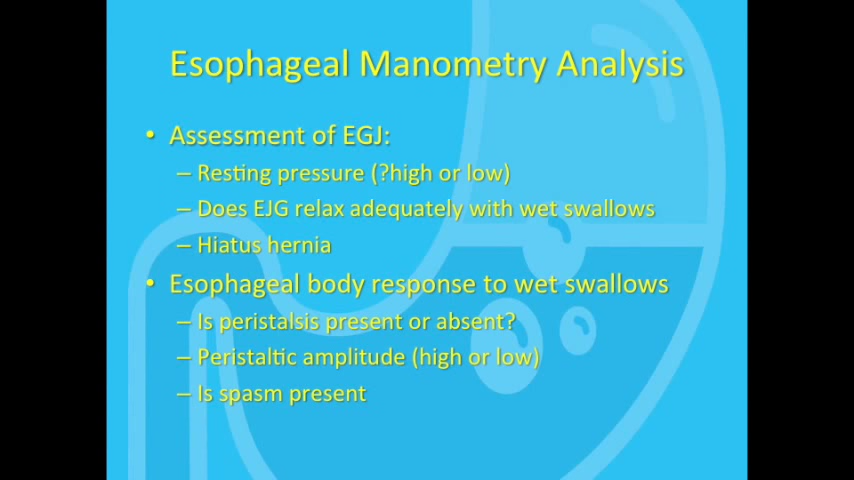 Esophageal Manometry Analysis
• Assessment of EGJ:
– Resting pressure (?high or low)
– Does EJG relax adequately with wet swallows
– Hiatus hernia
• Esophageal body response to wet swallows
– Is peristalsis present or absent?
– Peristaltic amplitude (high or low)
– Is spasm present